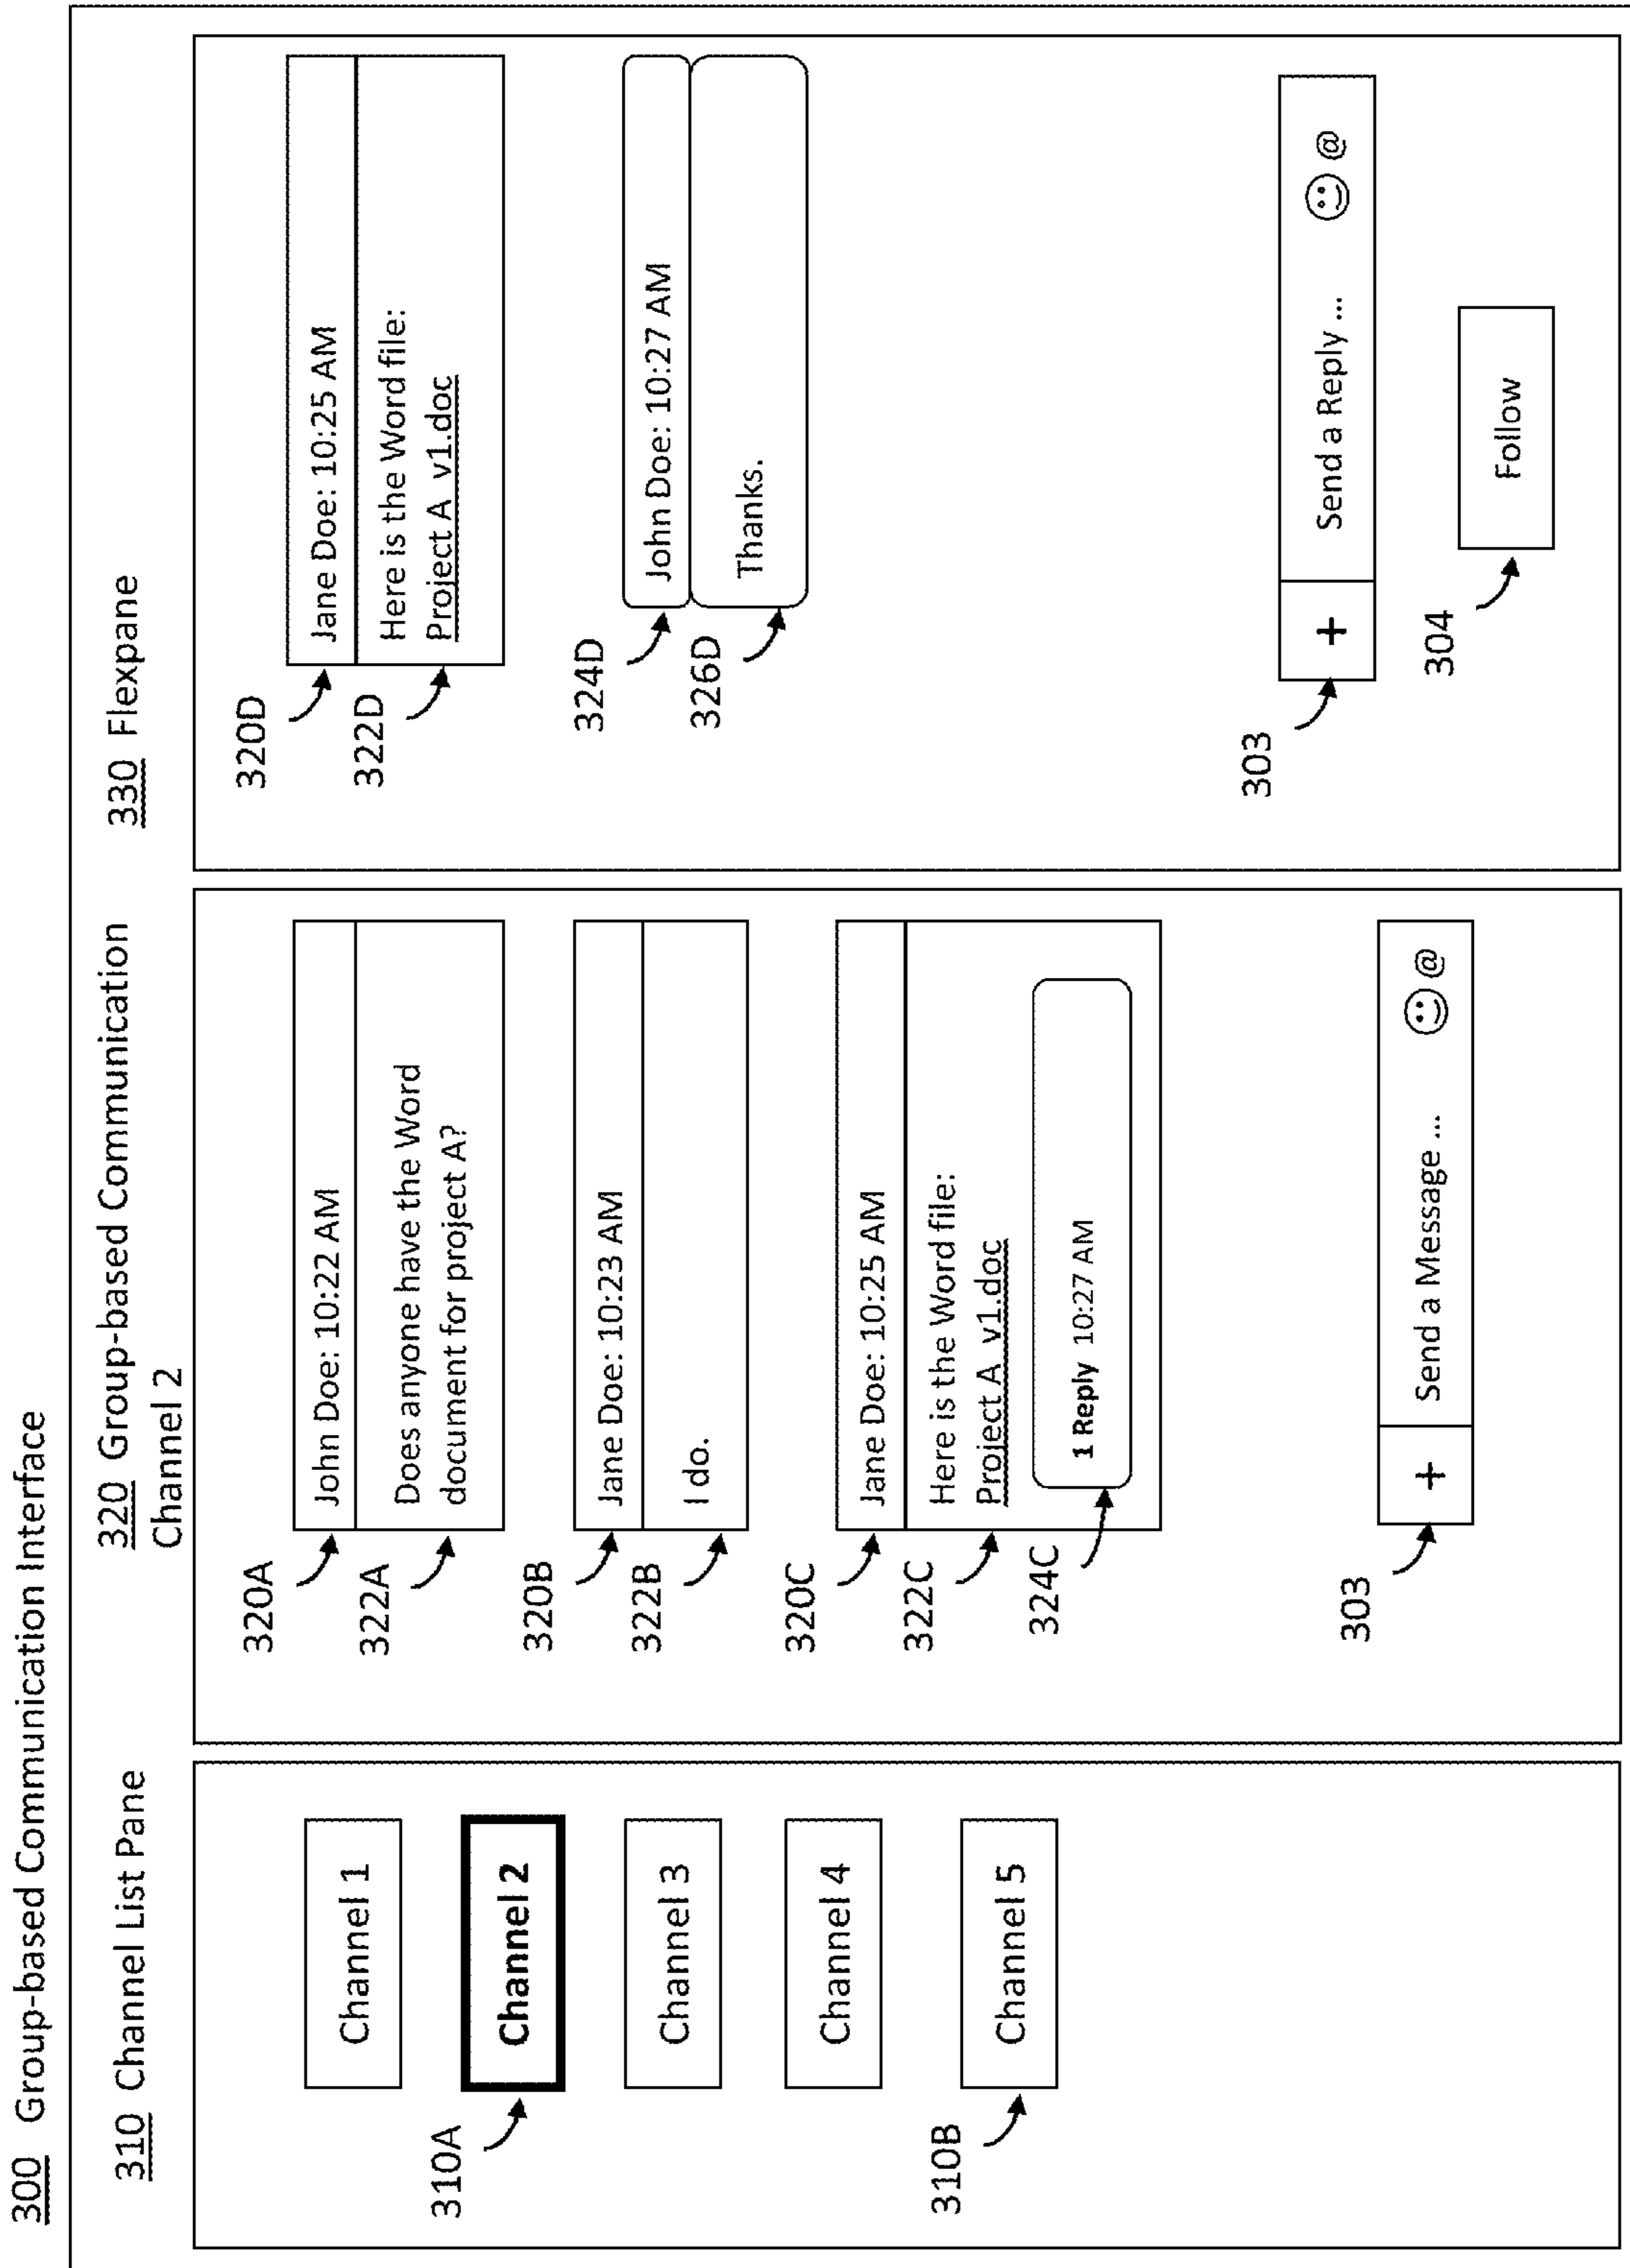 300 Group-based Communication Interface
310 Channel List Pane
Channel 1
310A
Channel 2
Channel 3
Channel 4
310B
Channel 5
320 Group-based Communication
Channel 2
320A
John Doe: 10:22 AM
322A
Does anyone have the Word
document for project A?
320B
Jane Doe: 10:23 AM
322B
I do.
320C
Jane Doe: 10:25 AM
322C
Here is the Word file:
Project A v1.doc
324C
1 Reply 10:27 AM
303
+ Send a Message ... @
330 Flexpane
320D
Jane Doe: 10:25 AM
322D
Here is the Word file:
Project A v1.doc
324D
John Doe: 10:27 AM
326D
Thanks.
303
+ Send a Reply ... @
304
Follow